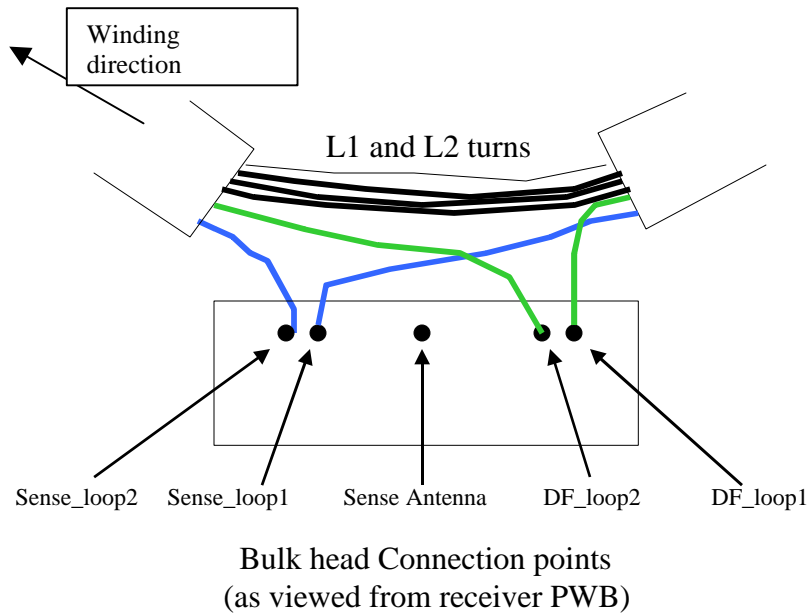 Winding
direction
L1 and L2 turns
Sense_loop2
Sense_loop1
Sense Antenna
DF_loop2
DF_loop1
Bulk head Connection points
(as viewed from receiver PWB)